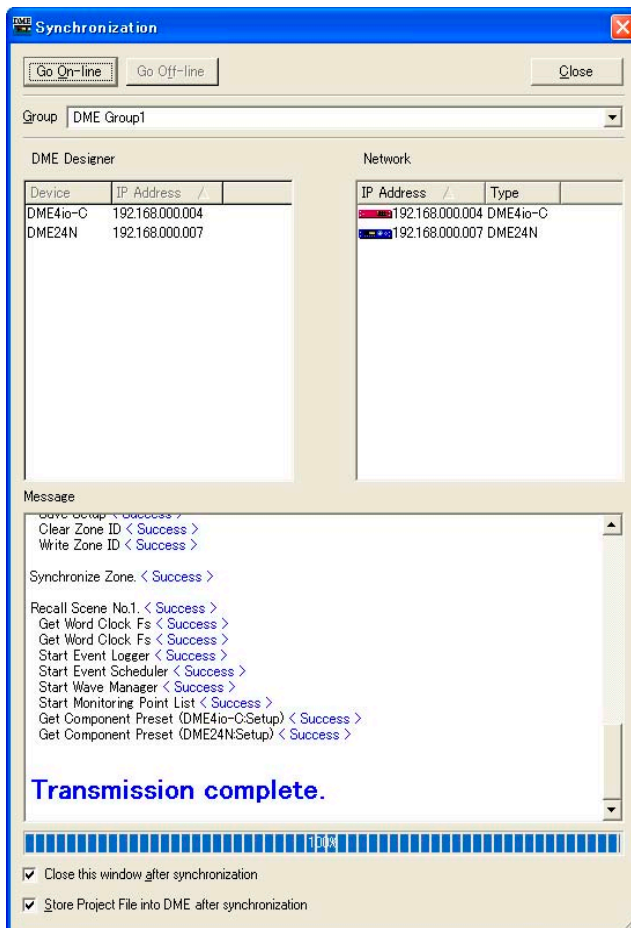 DME Synchronization
Go On-line Go Off-line Close
Group DME Group1
DME Designer Network
Device IP Address IP Address Type
DME4io-C 192.168.000.004 192.168.000.004 DME4io-C
DME24N 192.168.000.007 192.168.000.007 DME24N
Message
Save Setup < Success >
Clear Zone ID < Success >
Write Zone ID < Success >
Synchronize Zone. < Success >
Recall Scene No.1. < Success >
Get Word Clock Fs < Success >
Get Word Clock Fs < Success >
Start Event Logger < Success >
Start Event Scheduler < Success >
Start Wave Manager < Success >
Start Monitoring Point List < Success >
Get Component Preset (DME4io-C:Setup) < Success >
Get Component Preset (DME24N:Setup) < Success >
Transmission complete.
100%
Close this window after synchronization
Store Project File into DME after synchronization